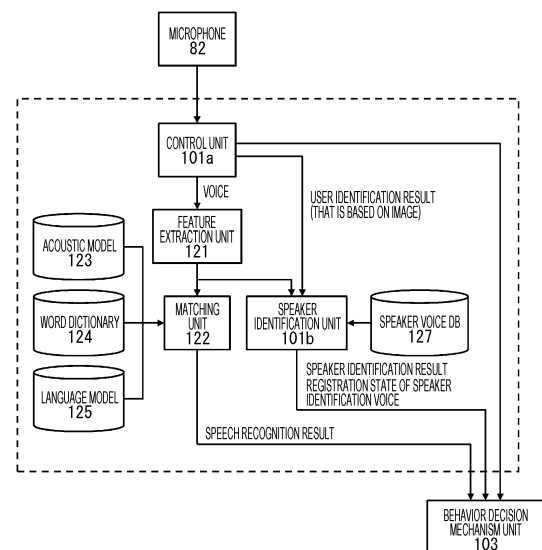 MICROPHONE
82
CONTROL UNIT
101a
VOICE
USER IDENTIFICATION RESULT
(THAT IS BASED ON IMAGE)
FEATURE
EXTRACTION UNIT
121
ACOUSTIC MODEL
123
WORD DICTIONARY
124
LANGUAGE MODEL
125
MATCHING
UNIT
122
SPEAKER
IDENTIFICATION UNIT
101b
SPEAKER VOICE DB
127
SPEAKER IDENTIFICATION RESULT
REGISTRATION STATE OF SPEAKER
IDENTIFICATION VOICE
SPEECH RECOGNITION RESULT
BEHAVIOR DECISION
MECHANISM UNIT
103